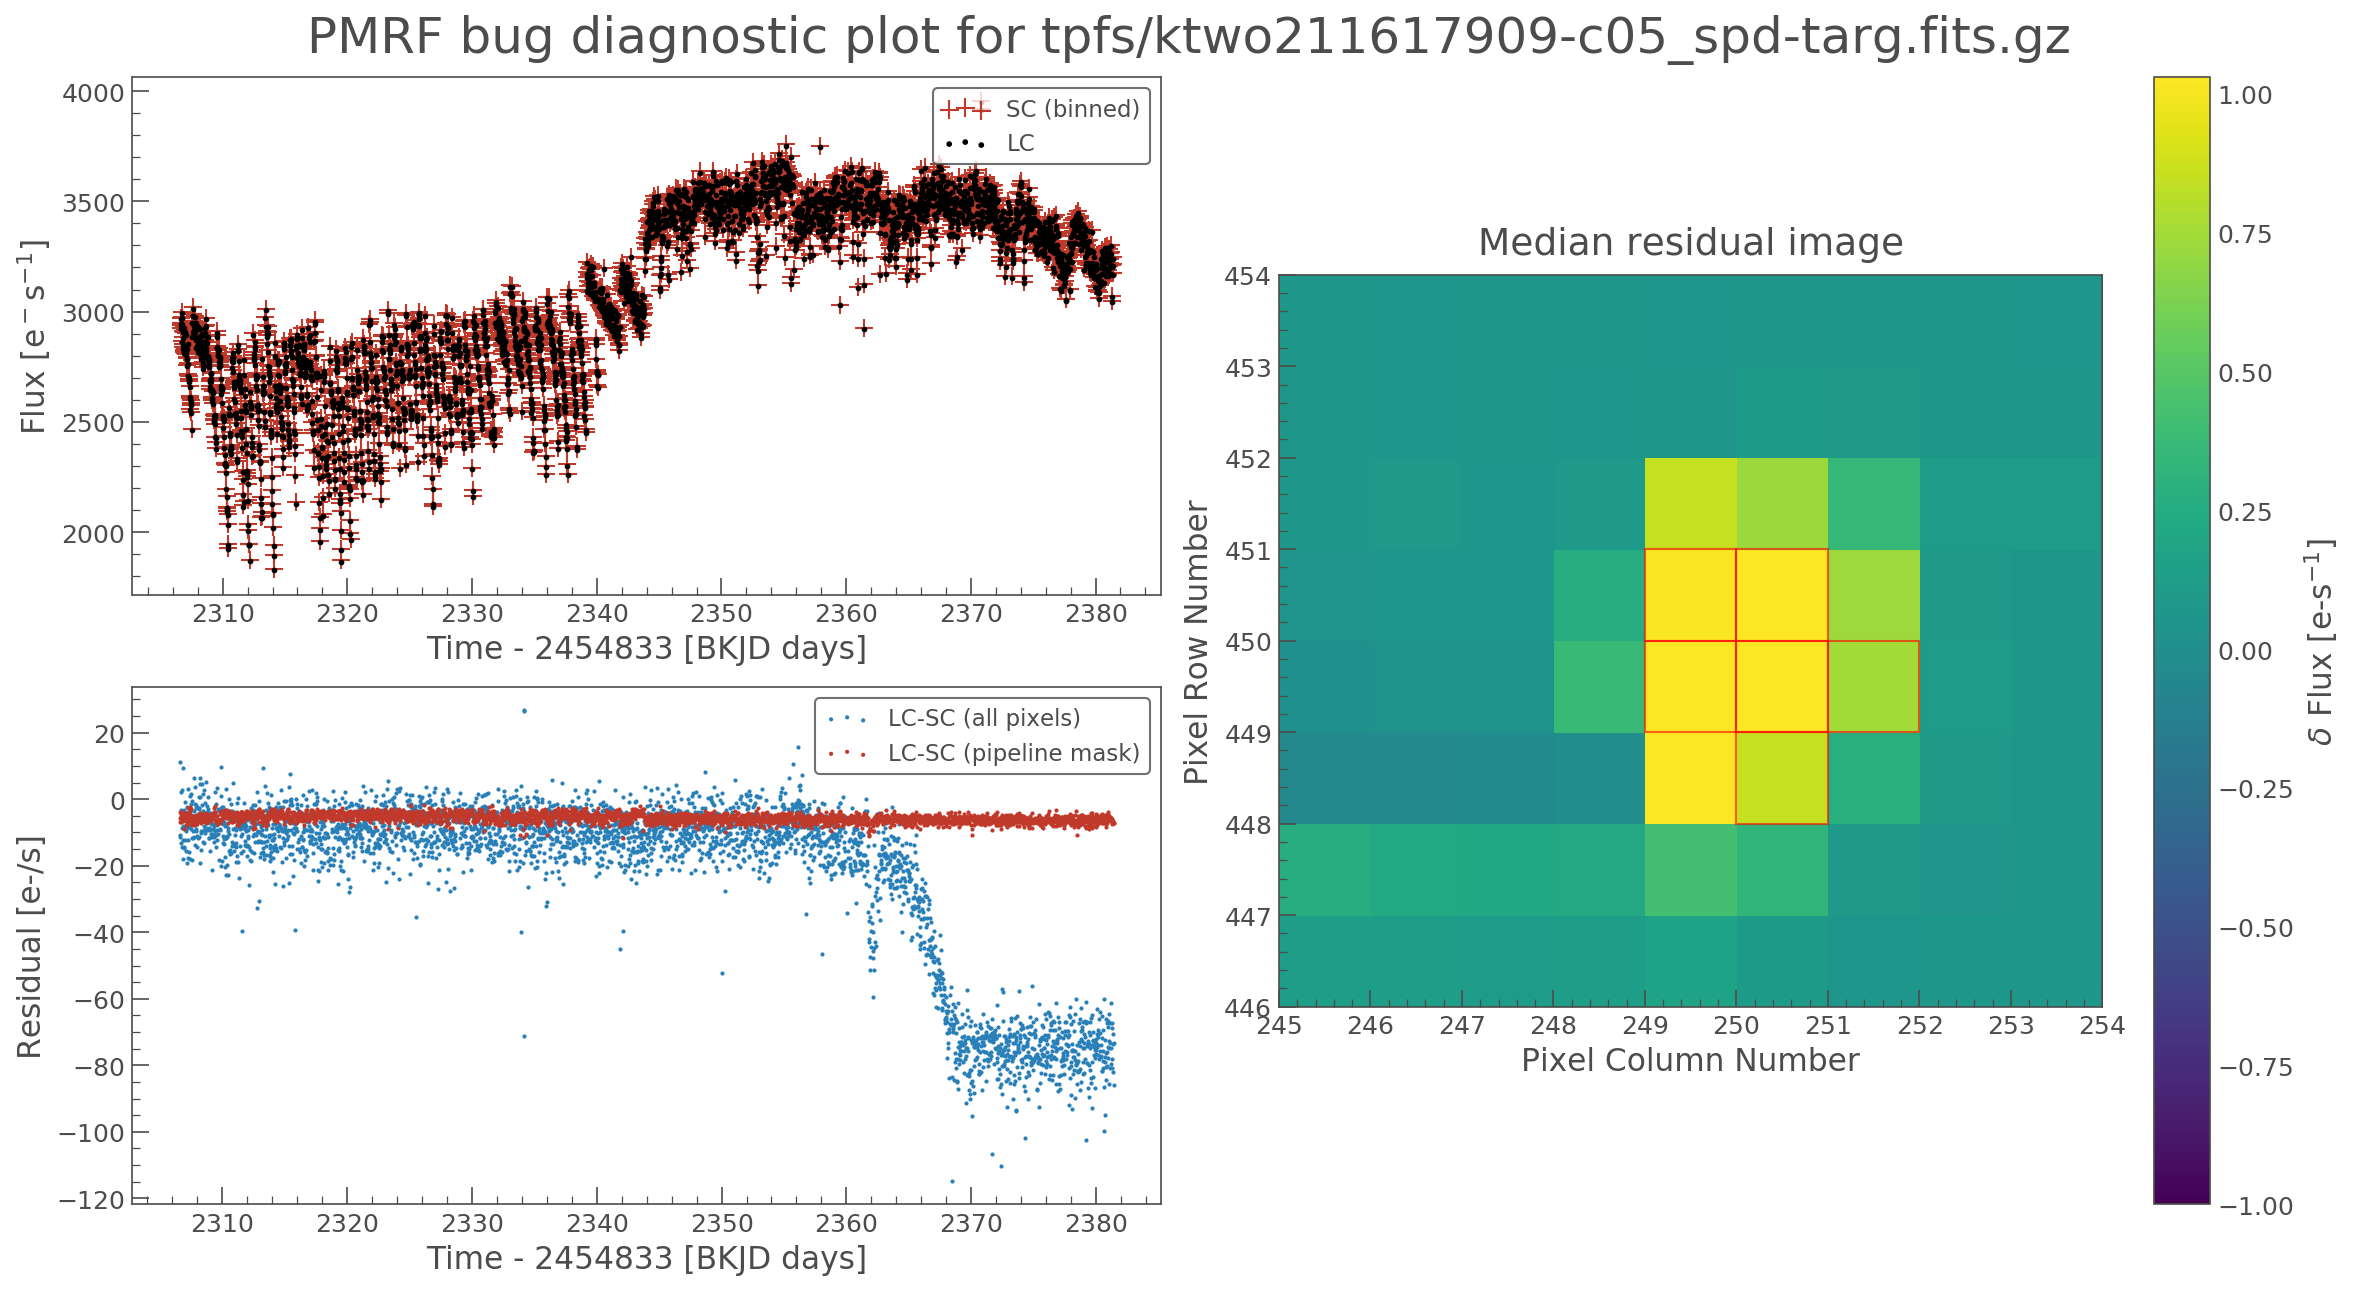 PMRF bug diagnostic plot for tpfs/ktwo211617909-c05_spd-targ.fits.gz
4000
3500
3000
2500
2000
Flux [e⁻ s⁻¹]
SC (binned)
LC
2310 2320 2330 2340 2350 2360 2370 2380
Time - 2454833 [BKJD days]
20
0
−20
−40
−60
−80
−100
−120
Residual [e-/s]
LC-SC (all pixels)
LC-SC (pipeline mask)
2310 2320 2330 2340 2350 2360 2370 2380
Time - 2454833 [BKJD days]
Median residual image
454
453
452
451
450
449
448
447
446
Pixel Row Number
245 246 247 248 249 250 251 252 253 254
Pixel Column Number
1.00
0.75
0.50
0.25
0.00
−0.25
−0.50
−0.75
−1.00
δ Flux [e-s⁻¹]